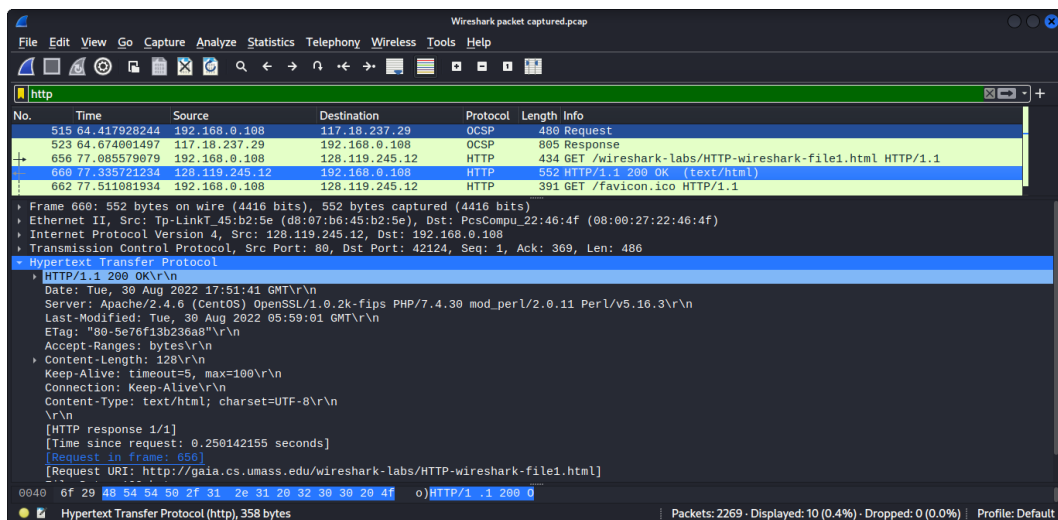 Wireshark packet captured.pcap
File Edit View Go Capture Analyze Statistics Telephony Wireless Tools Help
http
No. Time Source Destination Protocol Length Info
515 64.417928244 192.168.0.108 117.18.237.29 OCSP 480 Request
523 64.674001497 117.18.237.29 192.168.0.108 OCSP 805 Response
656 77.085579079 192.168.0.108 128.119.245.12 HTTP 434 GET /wireshark-labs/HTTP-wireshark-file1.html HTTP/1.1
660 77.335721234 128.119.245.12 192.168.0.108 HTTP 552 HTTP/1.1 200 OK (text/html)
662 77.511081934 192.168.0.108 128.119.245.12 HTTP 391 GET /favicon.ico HTTP/1.1
Frame 660: 552 bytes on wire (4416 bits), 552 bytes captured (4416 bits)
Ethernet II, Src: Tp-LinkT_45:b2:5e (d8:07:b6:45:b2:5e), Dst: PcsCompu_22:46:4f (08:00:27:22:46:4f)
Internet Protocol Version 4, Src: 128.119.245.12, Dst: 192.168.0.108
Transmission Control Protocol, Src Port: 80, Dst Port: 42124, Seq: 1, Ack: 369, Len: 486
Hypertext Transfer Protocol
HTTP/1.1 200 OK\r\n
Date: Tue, 30 Aug 2022 17:51:41 GMT\r\n
Server: Apache/2.4.6 (CentOS) OpenSSL/1.0.2k-fips PHP/7.4.30 mod_perl/2.0.11 Perl/v5.16.3\r\n
Last-Modified: Tue, 30 Aug 2022 05:59:01 GMT\r\n
ETag: "80-5e76f13b236a8"\r\n
Accept-Ranges: bytes\r\n
Content-Length: 128\r\n
Keep-Alive: timeout=5, max=100\r\n
Connection: Keep-Alive\r\n
Content-Type: text/html; charset=UTF-8\r\n
\r\n
[HTTP response 1/1]
[Time since request: 0.250142155 seconds]
[Request in frame: 656]
[Request URI: http://gaia.cs.umass.edu/wireshark-labs/HTTP-wireshark-file1.html]
0040 6f 29 48 54 54 50 2f 31 2e 31 20 32 30 30 20 4f o)HTTP/1 .1 200 O
Hypertext Transfer Protocol (http), 358 bytes Packets: 2269 · Displayed: 10 (0.4%) · Dropped: 0 (0.0%) Profile: Default